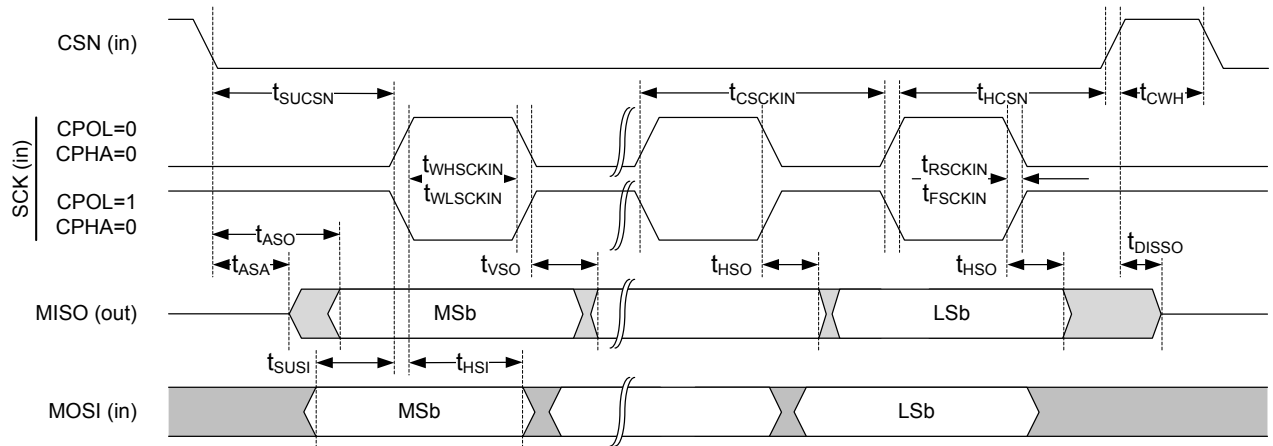 CSN (in)
tSUCSN
tCSCKIN
tHCSN
tCWH
SCK (in)
CPOL=0
CPHA=0
tWHSCKIN
tRSCKIN
tWLSCKIN
tFSCKIN
CPOL=1
CPHA=0
tASO
tASA
tVSO
tHSO
tHSO
tDISSO
MISO (out)
MSb
LSb
tSUSI
tHSI
MOSI (in)
MSb
LSb